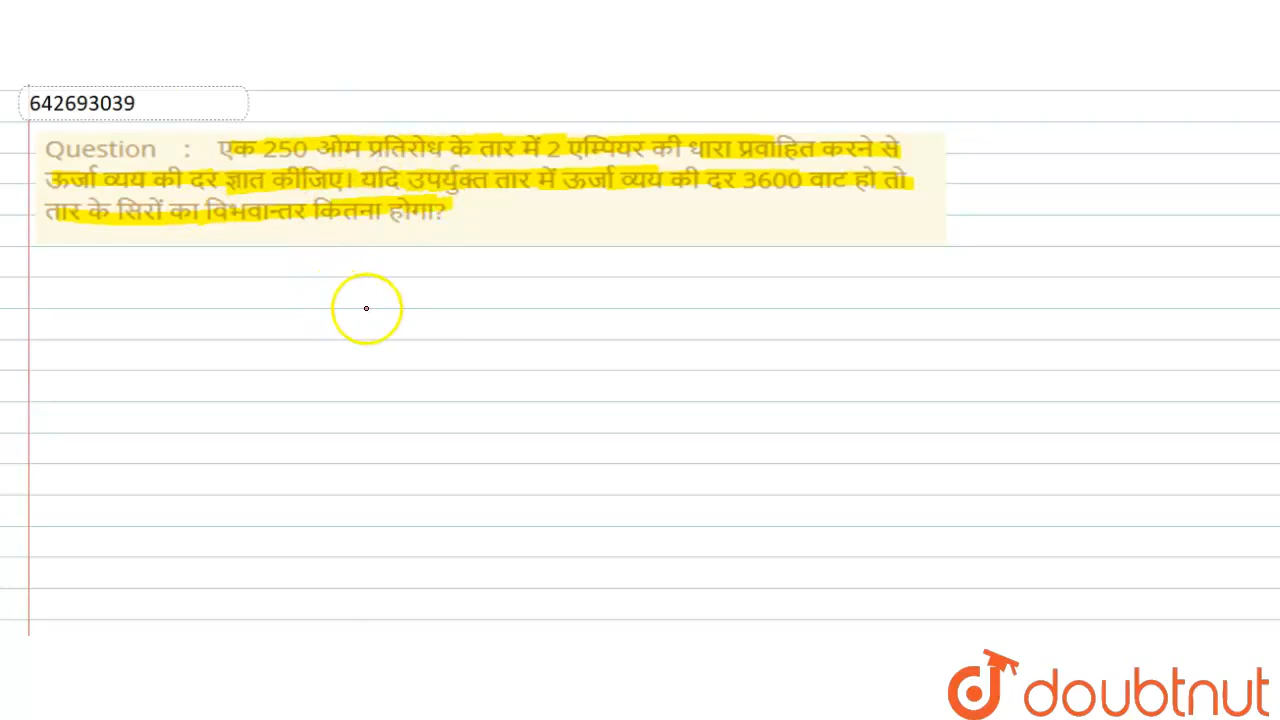 642693039
Question : एक 250 ओम प्रतिरोध के तार में 2 एम्पियर की धारा प्रवाहित करने से
ऊर्जा व्यय की दर ज्ञात कीजिए। यदि उपर्युक्त तार में ऊर्जा व्यय की दर 3600 वाट हो तो
तार के सिरों का विभवान्तर कितना होगा?
doubtnut